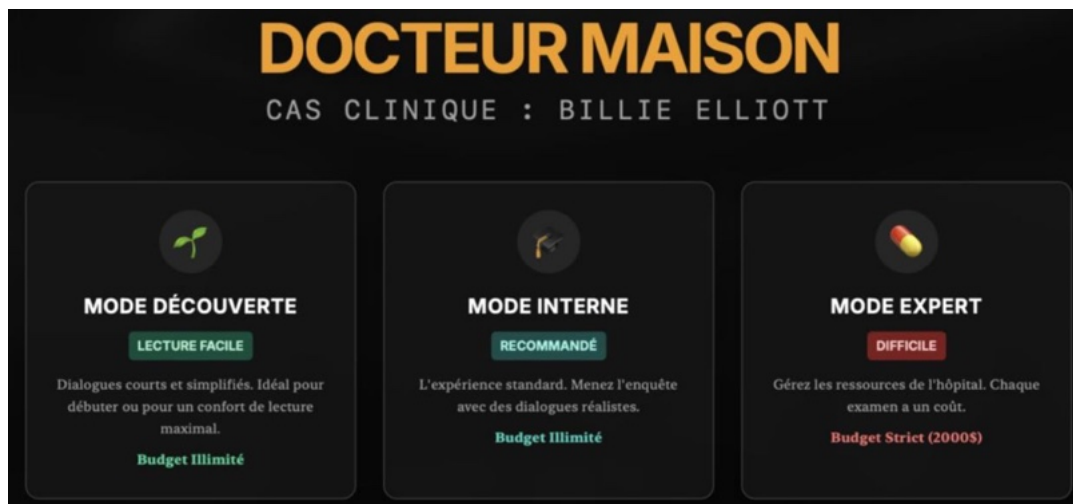 DOCTEUR MAISON
CAS CLINIQUE : BILLIE ELLIOTT
MODE DÉCOUVERTE
LECTURE FACILE
Dialogues courts et simplifiés. Idéal pour
débuter ou pour un confort de lecture
maximal.
Budget Illimité
MODE INTERNE
RECOMMANDÉ
L'expérience standard. Menez l'enquête
avec des dialogues réalistes.
Budget Illimité
MODE EXPERT
DIFFICILE
Gérez les ressources de l'hôpital. Chaque
examen a un coût.
Budget Strict (2000$)